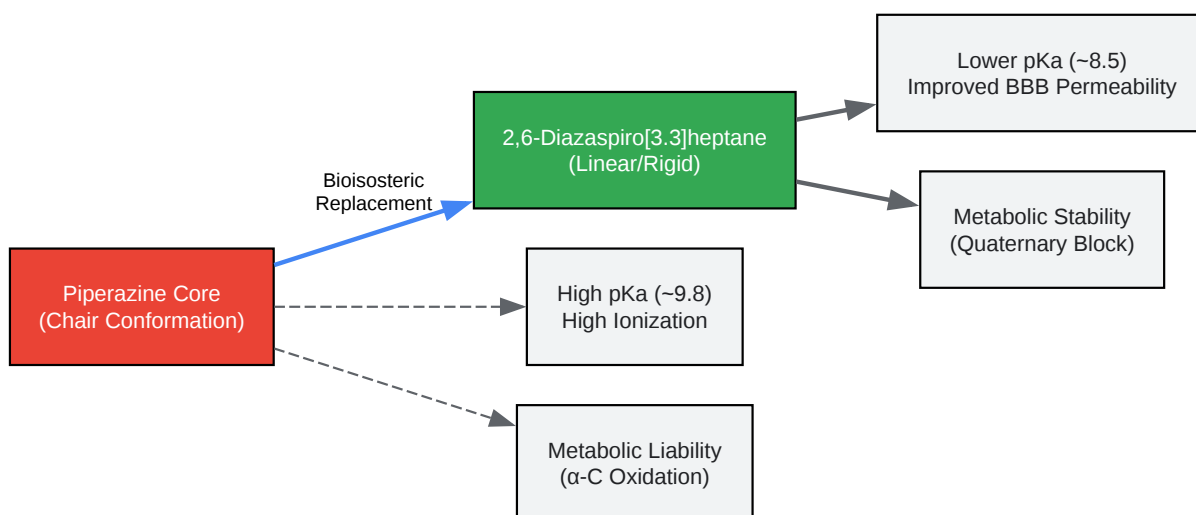 Lower pKa (~8.5)
Improved BBB Permeability
2,6-Diazaspiro[3.3]heptane
(Linear/Rigid)
Bioisosteric
Replacement
Metabolic Stability
(Quaternary Block)
Piperazine Core
(Chair Conformation)
High pKa (~9.8)
High Ionization
Metabolic Liability
(α-C Oxidation)